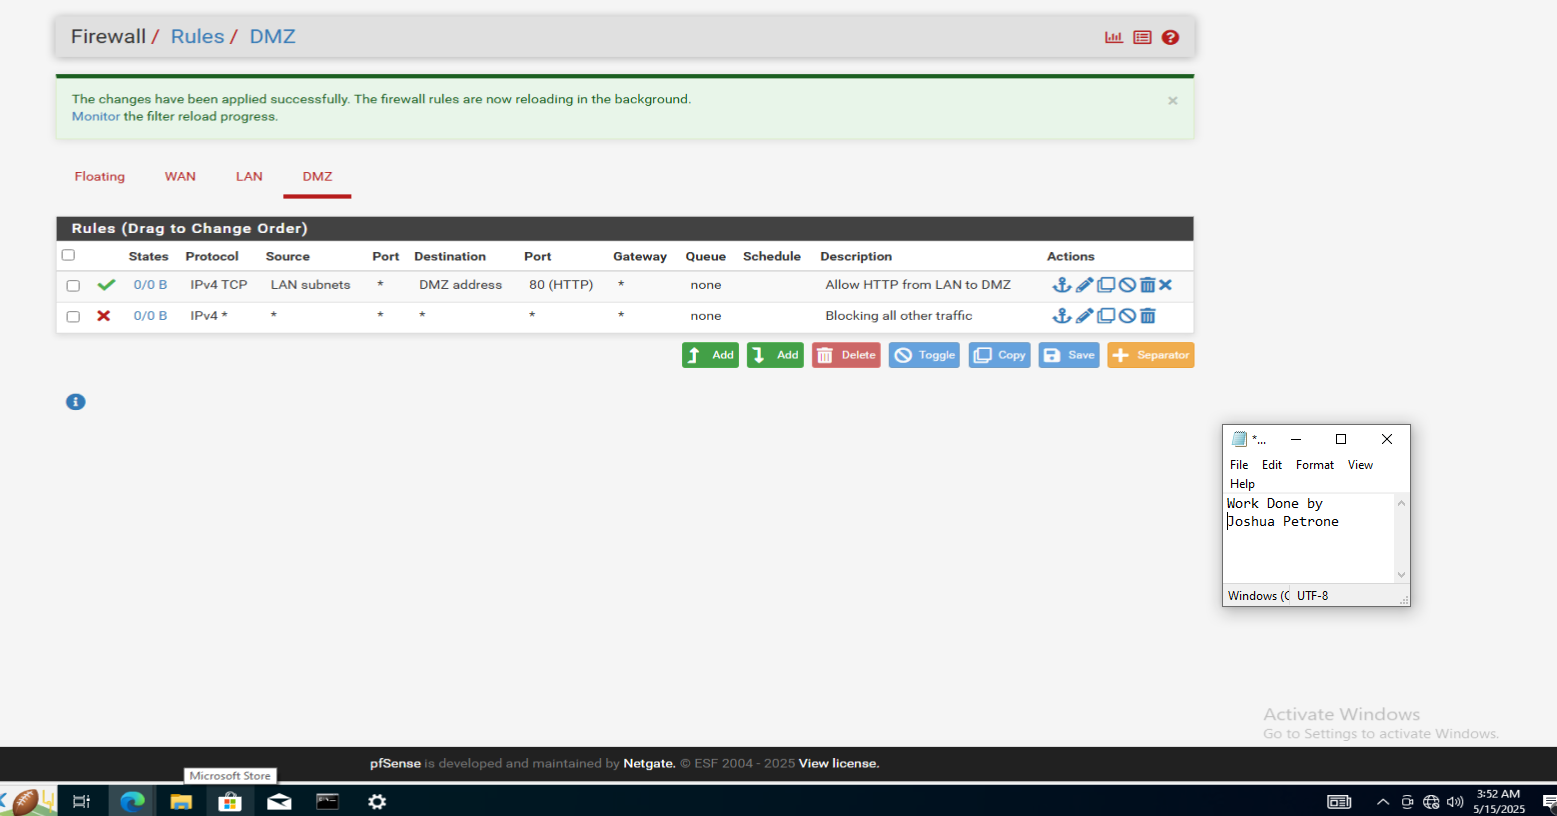 Firewall / Rules / DMZ
The changes have been applied successfully. The firewall rules are now reloading in the background.
Monitor the filter reload progress.
×
Floating WAN LAN DMZ
Rules (Drag to Change Order)
States Protocol Source Port Destination Port Gateway Queue Schedule Description Actions
0/0 B IPv4 TCP LAN subnets * DMZ address 80 (HTTP) * none Allow HTTP from LAN to DMZ
0/0 B IPv4 * * * * * * none Blocking all other traffic
Add Add Delete Toggle Copy Save Separator
*...
File Edit Format View
Help
Work Done by
Joshua Petrone
Windows (C UTF-8
Activate Windows
Go to Settings to activate Windows.
pfSense is developed and maintained by Netgate. © ESF 2004 - 2025 View license.
Microsoft Store
3:52 AM
5/15/2025